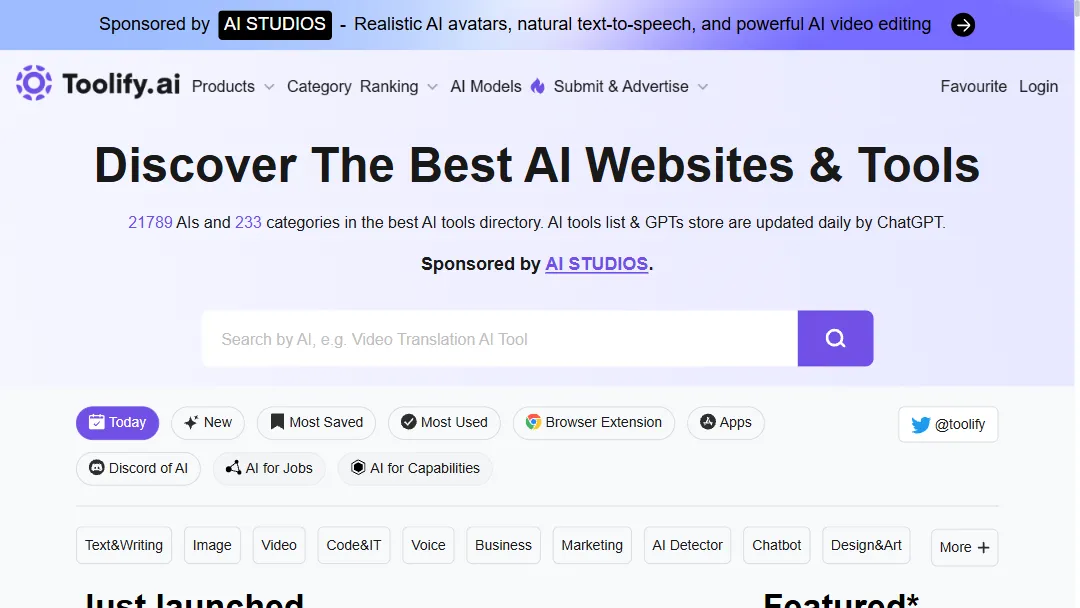 Sponsored by AI STUDIOS - Realistic AI avatars, natural text-to-speech, and powerful AI video editing
Toolify.ai Products Category Ranking AI Models Submit & Advertise Favourite Login
Discover The Best AI Websites & Tools
21789 AIs and 233 categories in the best AI tools directory. AI tools list & GPTs store are updated daily by ChatGPT.
Sponsored by AI STUDIOS.
Search by AI, e.g. Video Translation AI Tool
Today New Most Saved Most Used Browser Extension Apps @toolify
Discord of AI AI for Jobs AI for Capabilities
Text&Writing Image Video Code&IT Voice Business Marketing AI Detector Chatbot Design&Art More +
Just launched Featured*